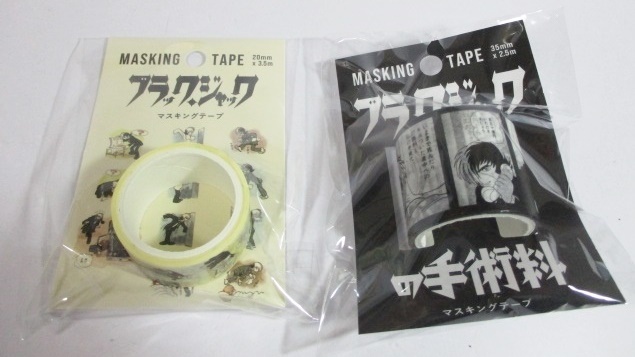 MASKING TAPE
20mm
x 3.5m
ブラック・ジャック
マスキングテープ
MASKING TAPE
35mm
x 2.5m
ブラック・ジャック
の手術料
マスキングテープ